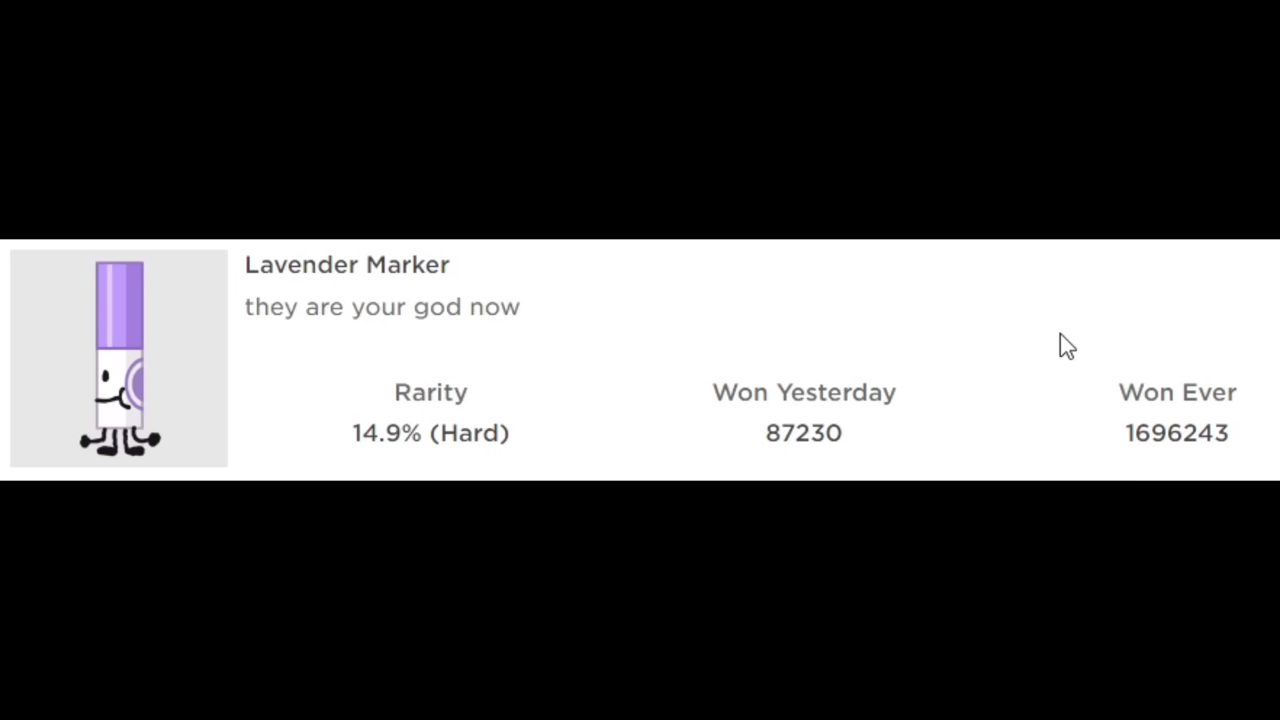 Lavender Marker
they are your god now
Rarity Won Yesterday Won Ever
14.9% (Hard) 87230 1696243